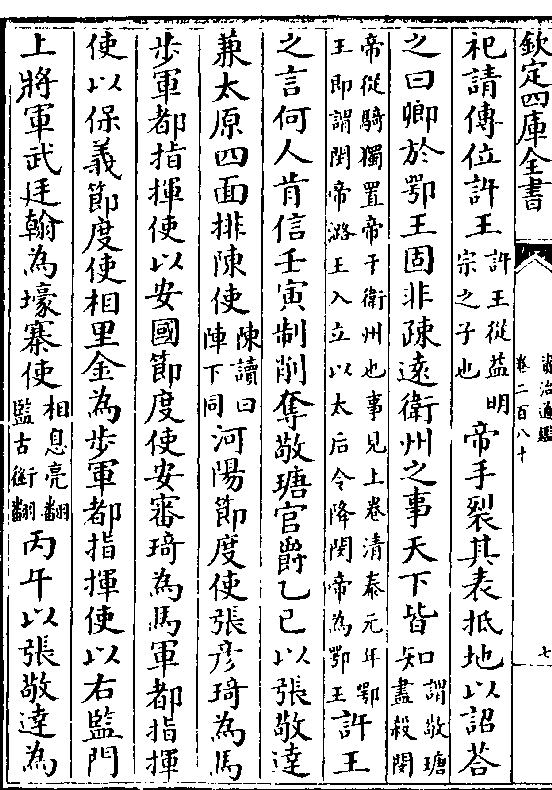 欽定四庫全書
資治通鑑
卷二百八十
七
祀請傳位許王許王從益明宗之子也帝手裂其表抵地以詔荅
之曰卿於鄂王固非疎逺衛州之事天下皆知謂敬瑭盡殺閔
帝從騎獨置帝于衛州也事見上卷清泰元年鄂王即謂閔帝潞王入立以太后令降閔帝為鄂王許王
之言何人肯信壬寅制削奪敬瑭官爵乙巳以張敬達
兼太原四面排陳使陳讀曰陣下同河陽節度使張彦琦為馬
步軍都指揮使以安國節度使安審琦為馬軍都指揮
使以保義節度使相里金為步軍都指揮使以右監門
上將軍武廷翰為壕寨使相息亮翻監古銜翻丙午以張敬達為